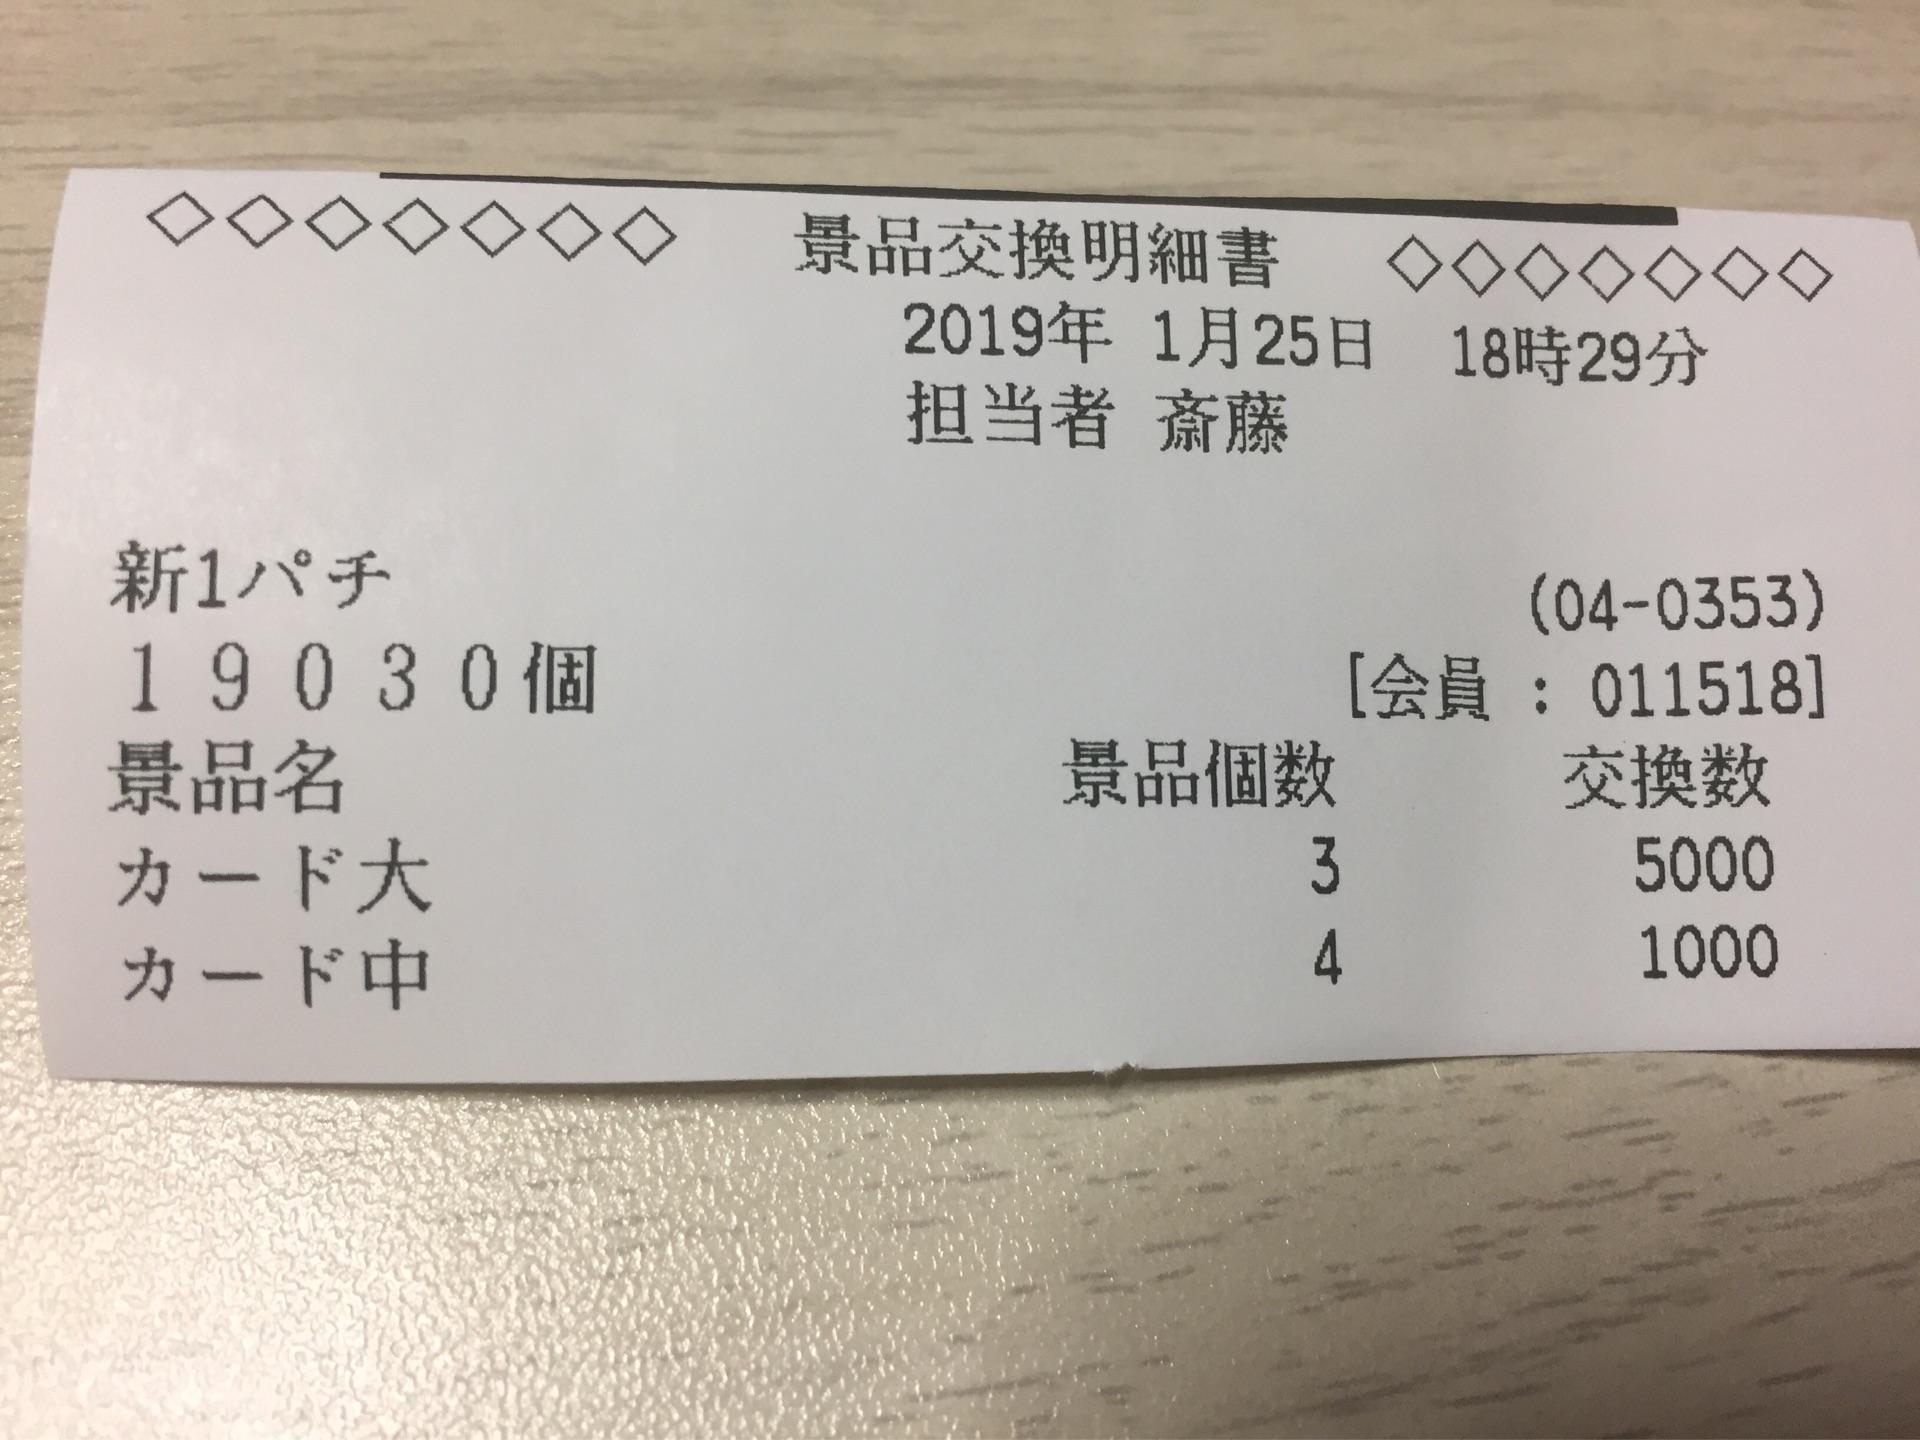 ◇◇◇◇◇◇◇ 景品交換明細書 ◇◇◇◇◇◇◇
2019年 1月25日 18時29分
担当者 斎藤
新1パチ (04-0353)
19030個 [会員 : 011518]
景品名 景品個数 交換数
カード大 3 5000
カード中 4 1000